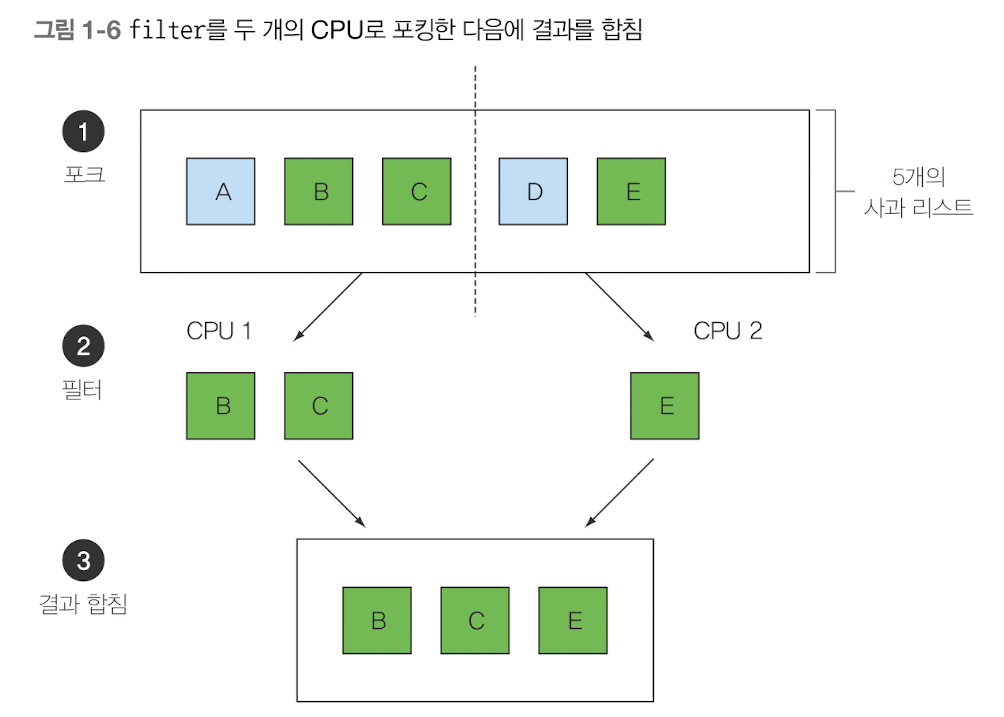 그림 1-6 filter를 두 개의 CPU로 포킹한 다음에 결과를 합침
1
포크
A
B
C
D
E
5개의
사과 리스트
CPU 1
CPU 2
2
필터
B
C
E
3
결과 합침
B
C
E